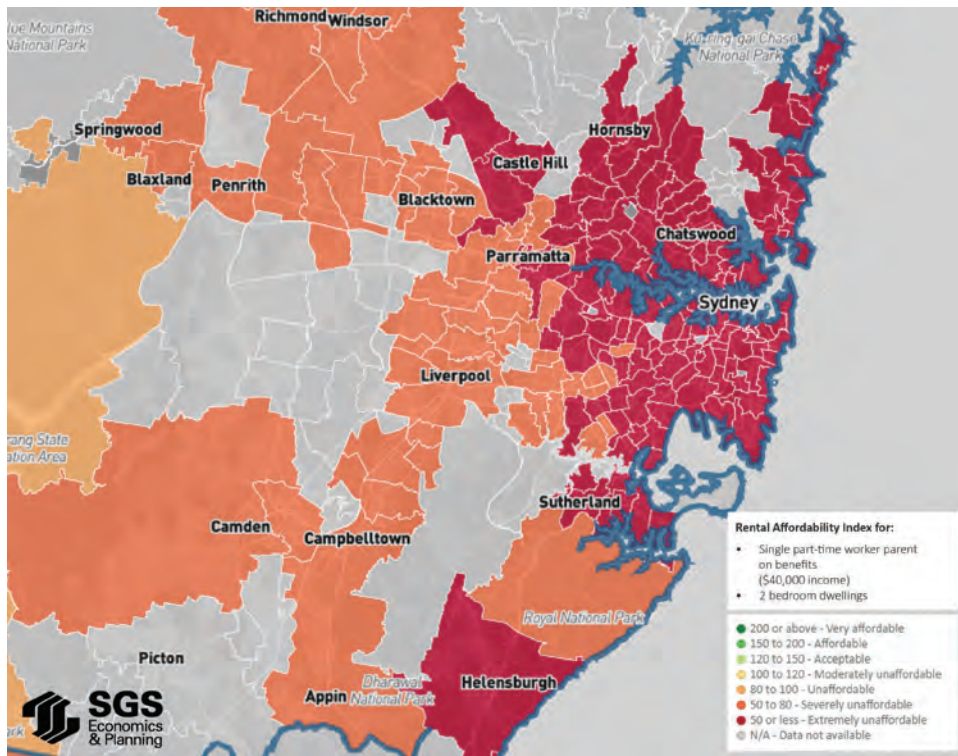 Richmond Windsor
lue Mountains
National Park
Ku-ring-gai Chase
National Park
Springwood
Hornsby
Castle Hill
Blaxland
Penrith
Blacktown
Chatswood
Parramatta
Sydney
Liverpool
rang State
ation Area
Sutherland
Camden
Campbelltown
Royal National Park
Picton
Dharawal
National Park
Appin
Helensburgh
ark
SGS
Economics
& Planning
Rental Affordability Index for:
• Single part-time worker parent
on benefits
($40,000 income)
• 2 bedroom dwellings
200 or above - Very affordable
150 to 200 - Affordable
120 to 150 - Acceptable
100 to 120 - Moderately unaffordable
80 to 100 - Unaffordable
50 to 80 - Severely unaffordable
50 or less - Extremely unaffordable
N/A - Data not available